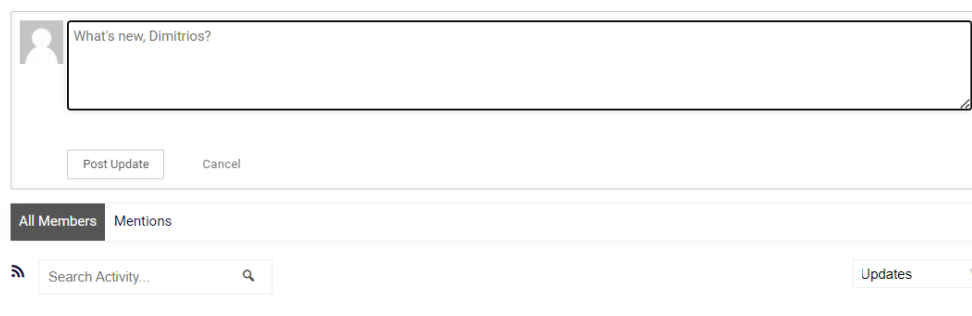 What's new, Dimitrios?
Post Update Cancel
All Members Mentions
Search Activity... Updates